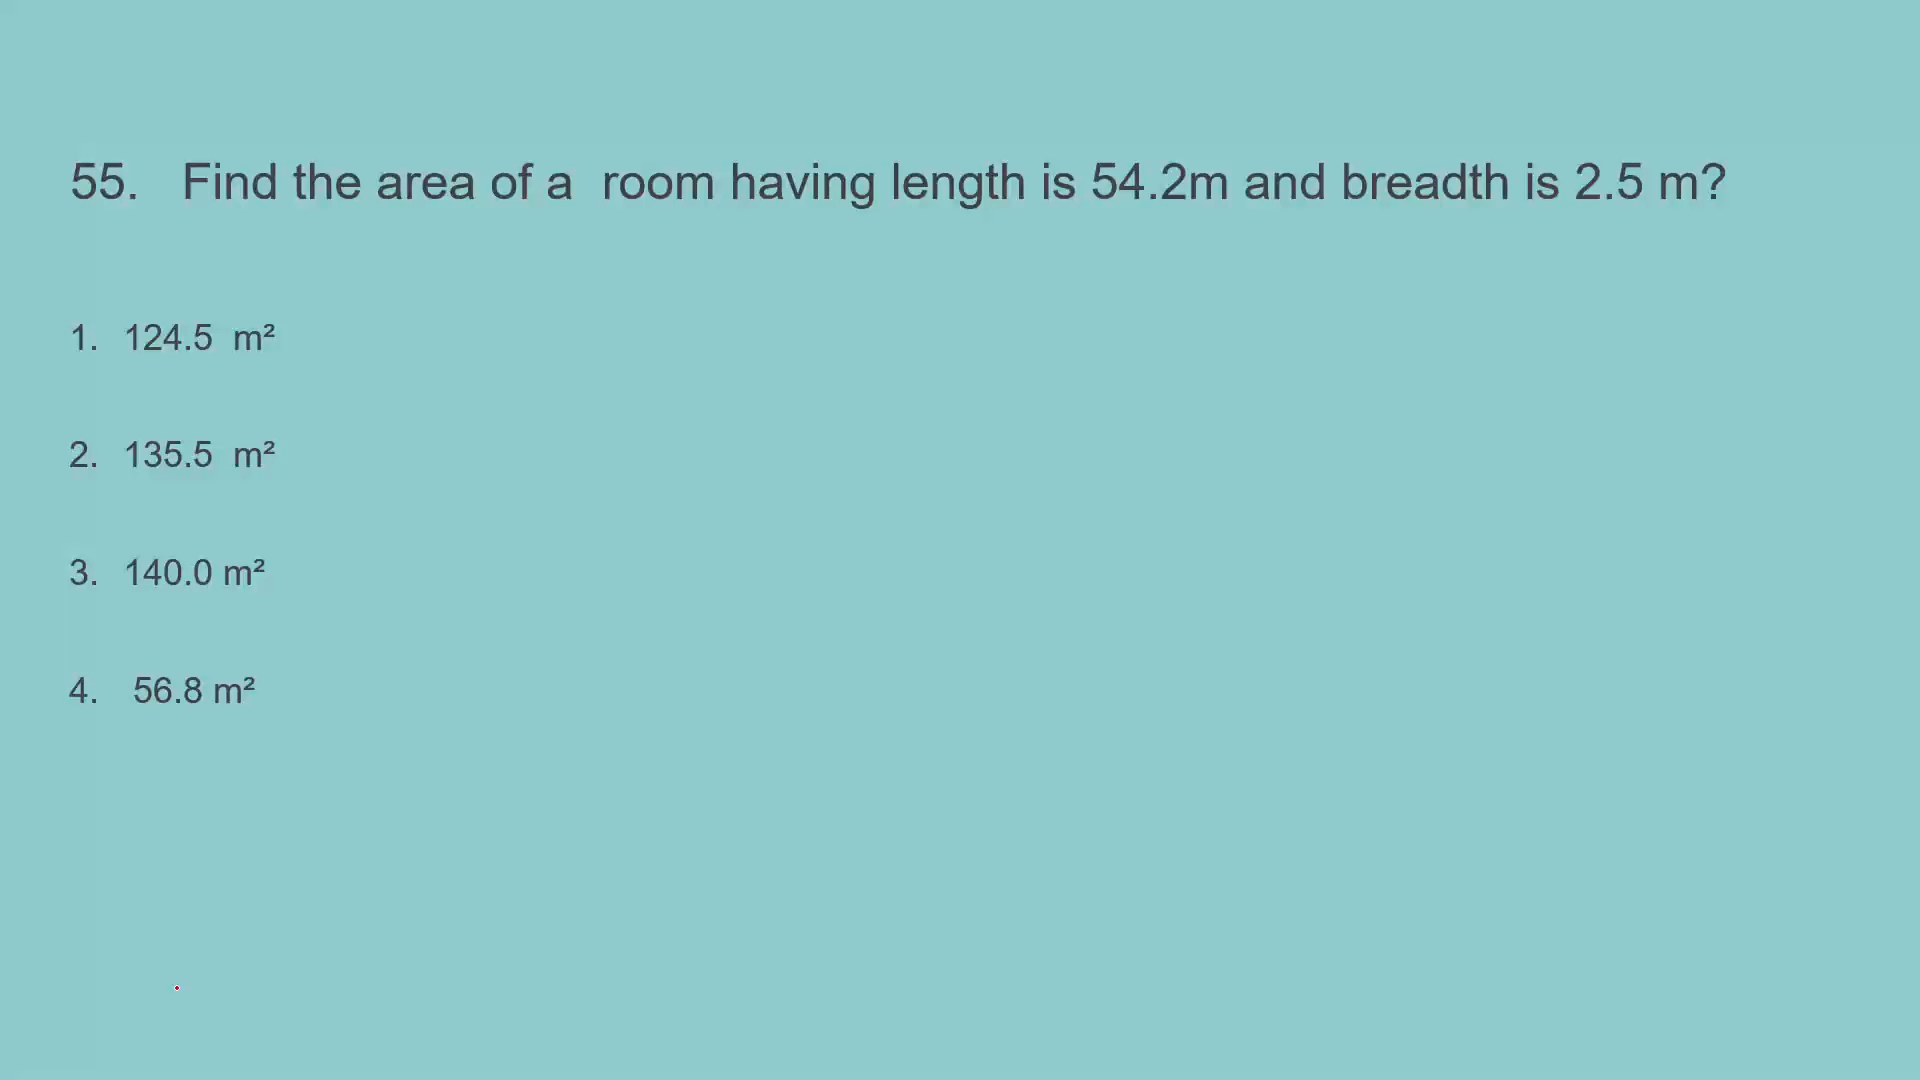 55. Find the area of a room having length is 54.2m and breadth is 2.5 m?
1. 124.5 m²
2. 135.5 m²
3. 140.0 m²
4. 56.8 m²